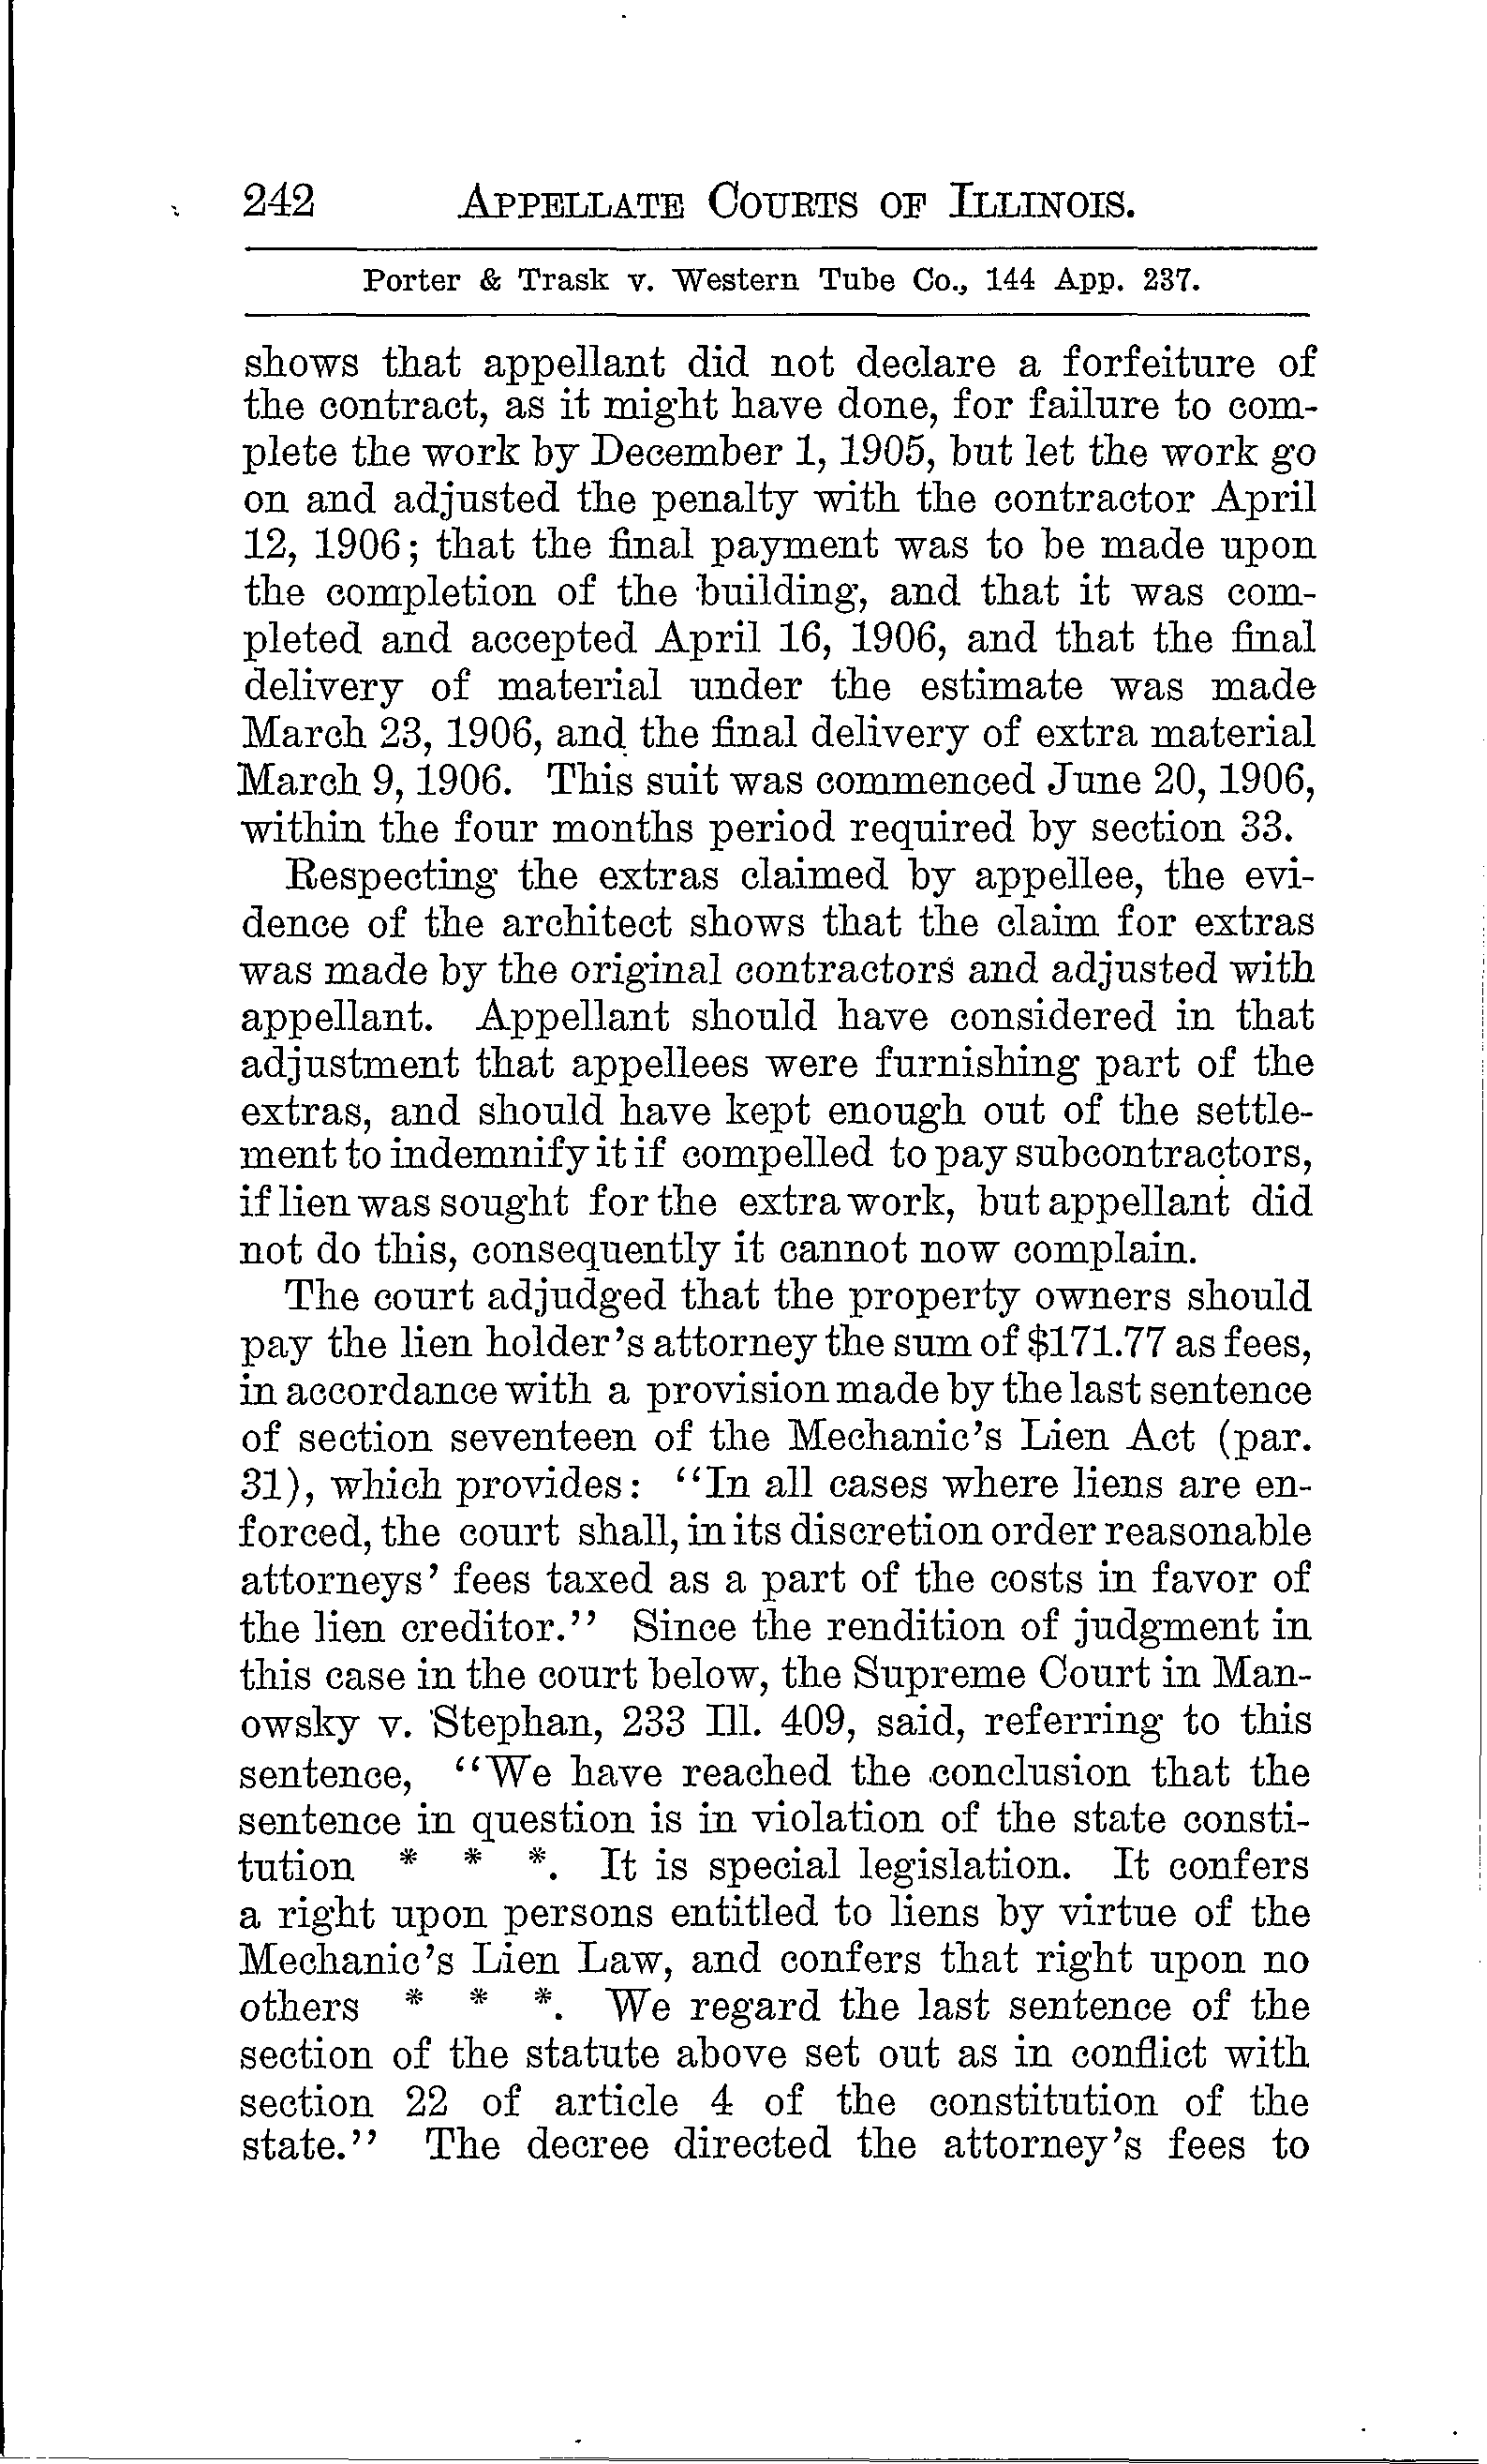 242 APPELLATE COURTS OF ILLINOIS.
Porter & Trask v. Western Tube Co., 144 App. 237.
shows that appellant did not declare a forfeiture of
the contract, as it might have done, for failure to com-
plete the work by December 1, 1905, but let the work go
on and adjusted the penalty with the contractor April
12, 1906; that the final payment was to be made upon
the completion of the building, and that it was com-
pleted and accepted April 16, 1906, and that the final
delivery of material under the estimate was made
March 23, 1906, and the final delivery of extra material
March 9, 1906. This suit was commenced June 20, 1906,
within the four months period required by section 33.
Respecting the extras claimed by appellee, the evi-
dence of the architect shows that the claim for extras
was made by the original contractors and adjusted with
appellant. Appellant should have considered in that
adjustment that appellees were furnishing part of the
extras, and should have kept enough out of the settle-
ment to indemnify it if compelled to pay subcontractors,
if lien was sought for the extra work, but appellant did
not do this, consequently it cannot now complain.
The court adjudged that the property owners should
pay the lien holder's attorney the sum of $171.77 as fees,
in accordance with a provision made by the last sentence
of section seventeen of the Mechanic's Lien Act (par.
31), which provides: "In all cases where liens are en-
forced, the court shall, in its discretion order reasonable
attorneys' fees taxed as a part of the costs in favor of
the lien creditor." Since the rendition of judgment in
this case in the court below, the Supreme Court in Man-
owsky v. Stephan, 233 Ill. 409, said, referring to this
sentence, "We have reached the conclusion that the
sentence in question is in violation of the state consti-
tution * * *. It is special legislation. It confers
a right upon persons entitled to liens by virtue of the
Mechanic's Lien Law, and confers that right upon no
others * * *. We regard the last sentence of the
section of the statute above set out as in conflict with
section 22 of article 4 of the constitution of the
state." The decree directed the attorney's fees to